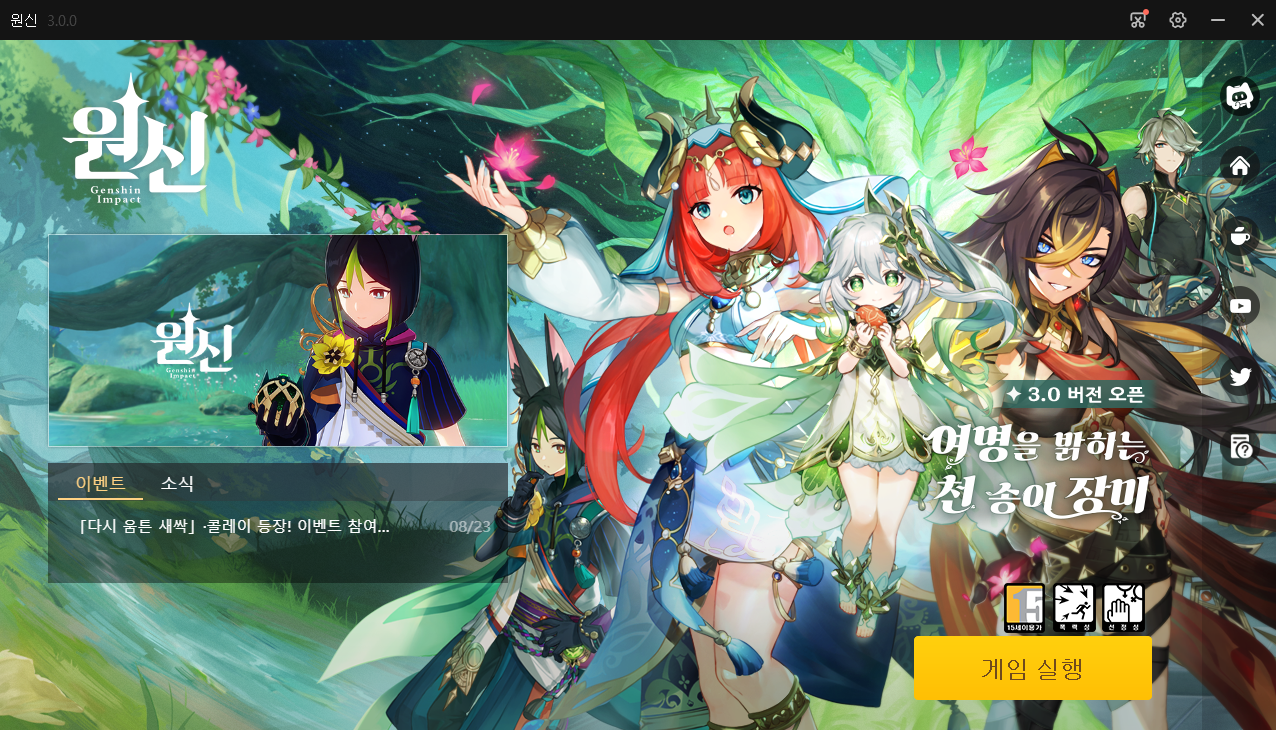 원신 3.0.0
원신
Genshin
Impact
원신
Genshin
Impact
이벤트 소식
「다시 움튼 새싹」·콜레이 등장! 이벤트 참여... 08/23
3.0 버전 오픈
여명을 밝히는
천 송이 장미
15
15세이용가
폭력성
선정성
게임 실행